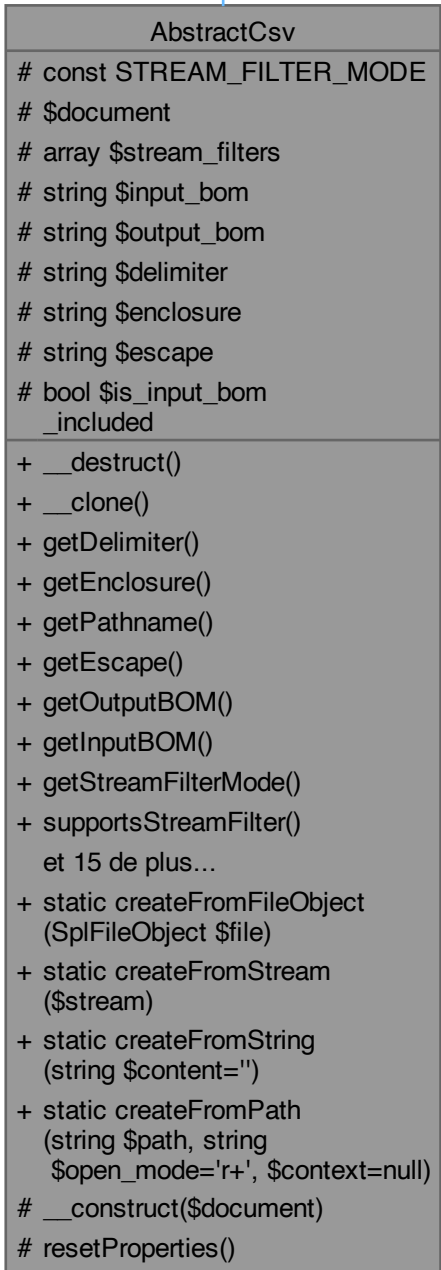 AbstractCsv
# const STREAM_FILTER_MODE
# $document
# array $stream_filters
# string $input_bom
# string $output_bom
# string $delimiter
# string $enclosure
# string $escape
# bool $is_input_bom
_included
+ __destruct()
+ __clone()
+ getDelimiter()
+ getEnclosure()
+ getPathname()
+ getEscape()
+ getOutputBOM()
+ getInputBOM()
+ getStreamFilterMode()
+ supportsStreamFilter()
et 15 de plus...
+ static createFromFileObject
(SplFileObject $file)
+ static createFromStream
($stream)
+ static createFromString
(string $content='')
+ static createFromPath
(string $path, string
$open_mode='r+', $context=null)
# __construct($document)
# resetProperties()